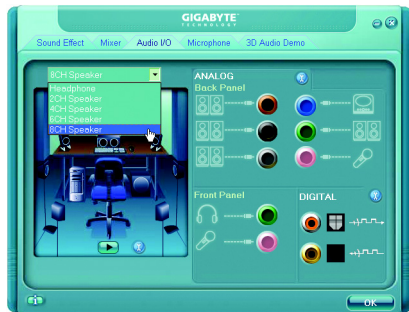 GIGABYTE
TECHNOLOGY
Sound Effect Mixer Audio I/O Microphone 3D Audio Demo
8CH Speaker
Headphone
2CH Speaker
4CH Speaker
6CH Speaker
8CH Speaker
ANALOG
Back Panel
Front Panel
DIGITAL
OK